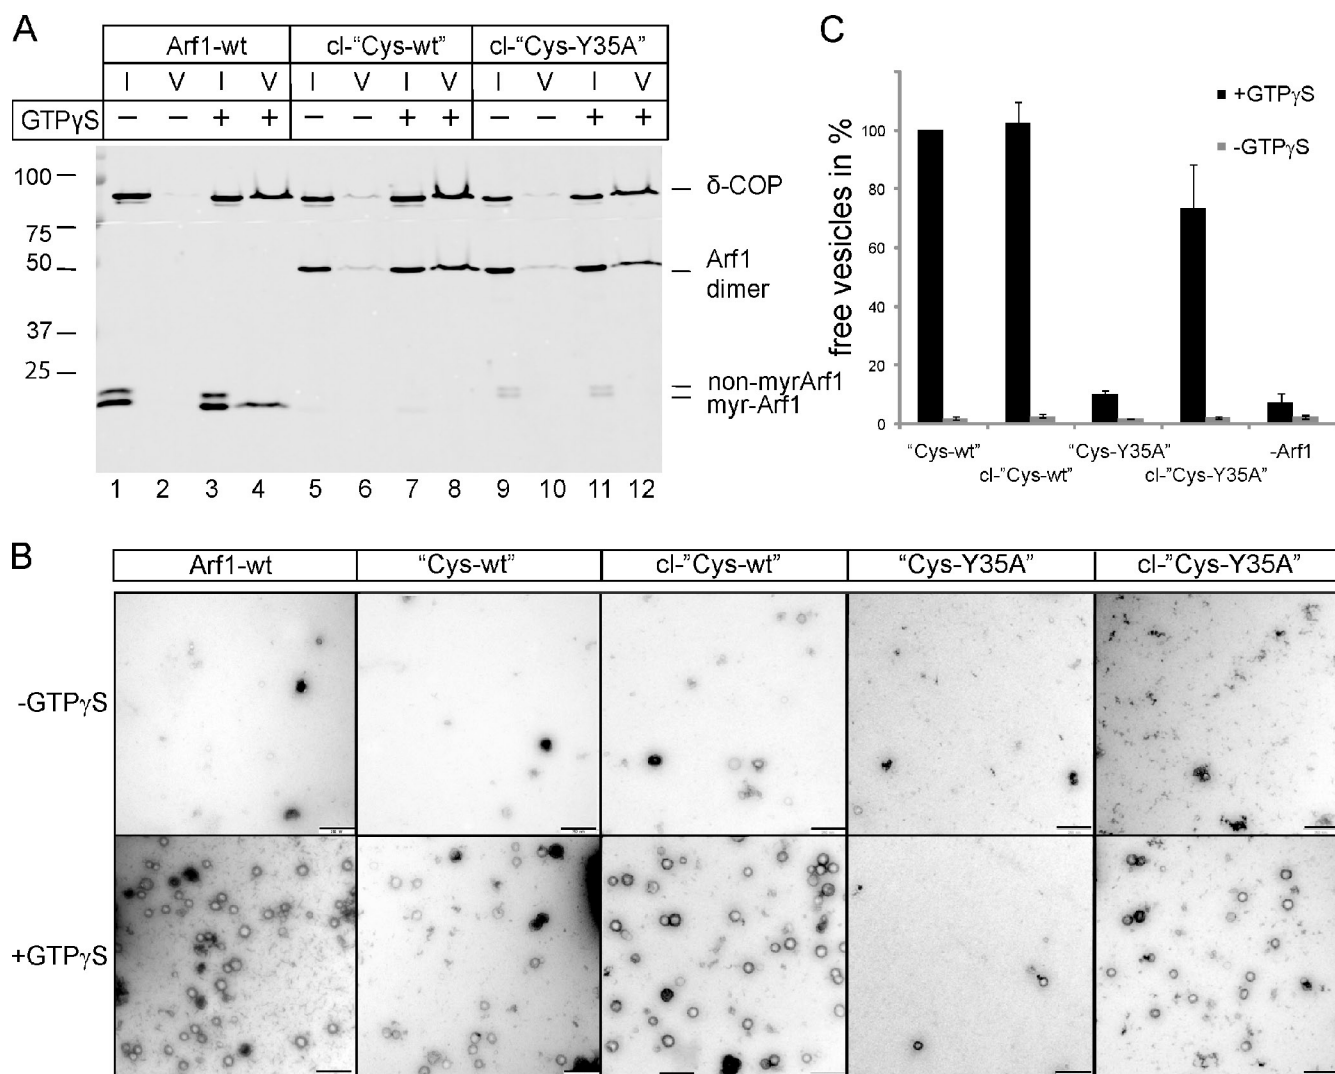 A
Arf1-wt cl-“Cys-wt” cl-“Cys-Y35A”
I V I V I V I V I V I V
GTPγS − − + + − − + + − − + +
100
75
50
37
25
δ-COP
Arf1
dimer
non-myrArf1
myr-Arf1
1 2 3 4 5 6 7 8 9 10 11 12
C
free vesicles in %
100
80
60
40
20
0
+GTPγS
-GTPγS
“Cys-wt” “Cys-Y35A” -Arf1
cl-”Cys-wt” cl-”Cys-Y35A”
B
Arf1-wt “Cys-wt” cl-”Cys-wt” “Cys-Y35A” cl-”Cys-Y35A”
-GTPγS
+GTPγS